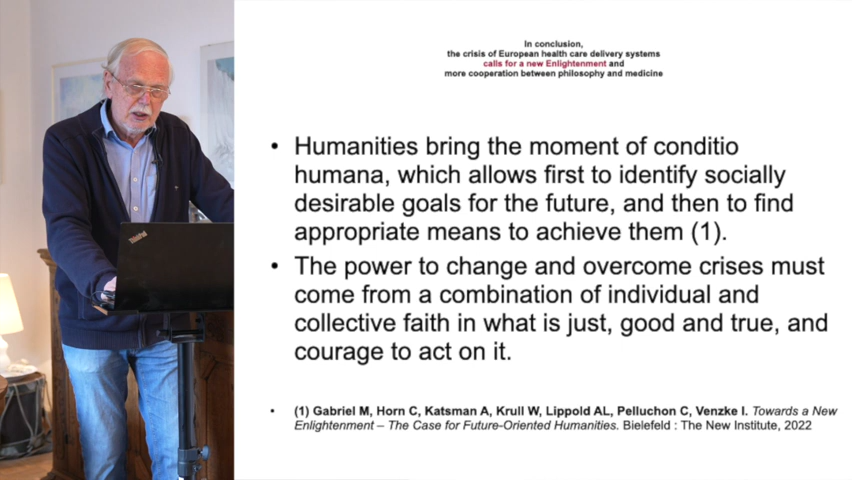 In conclusion,
the crisis of European health care delivery systems
calls for a new Enlightenment and
more cooperation between philosophy and medicine
• Humanities bring the moment of conditio
humana, which allows first to identify socially
desirable goals for the future, and then to find
appropriate means to achieve them (1).
• The power to change and overcome crises must
come from a combination of individual and
collective faith in what is just, good and true, and
courage to act on it.
• (1) Gabriel M, Horn C, Katsman A, Krull W, Lippold AL, Pelluchon C, Venzke I. Towards a New
Enlightenment – The Case for Future-Oriented Humanities. Bielefeld : The New Institute, 2022
ThinkPad